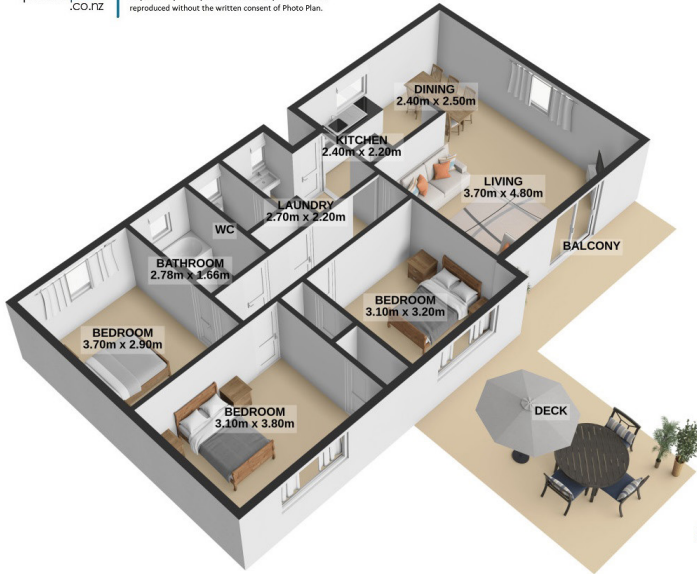 .co.nz
reproduced without the written consent of Photo Plan.
DINING
2.40m x 2.50m
KITCHEN
2.40m x 2.20m
LIVING
3.70m x 4.80m
LAUNDRY
2.70m x 2.20m
WC
BALCONY
BATHROOM
2.78m x 1.66m
BEDROOM
3.10m x 3.20m
BEDROOM
3.70m x 2.90m
BEDROOM
3.10m x 3.80m
DECK